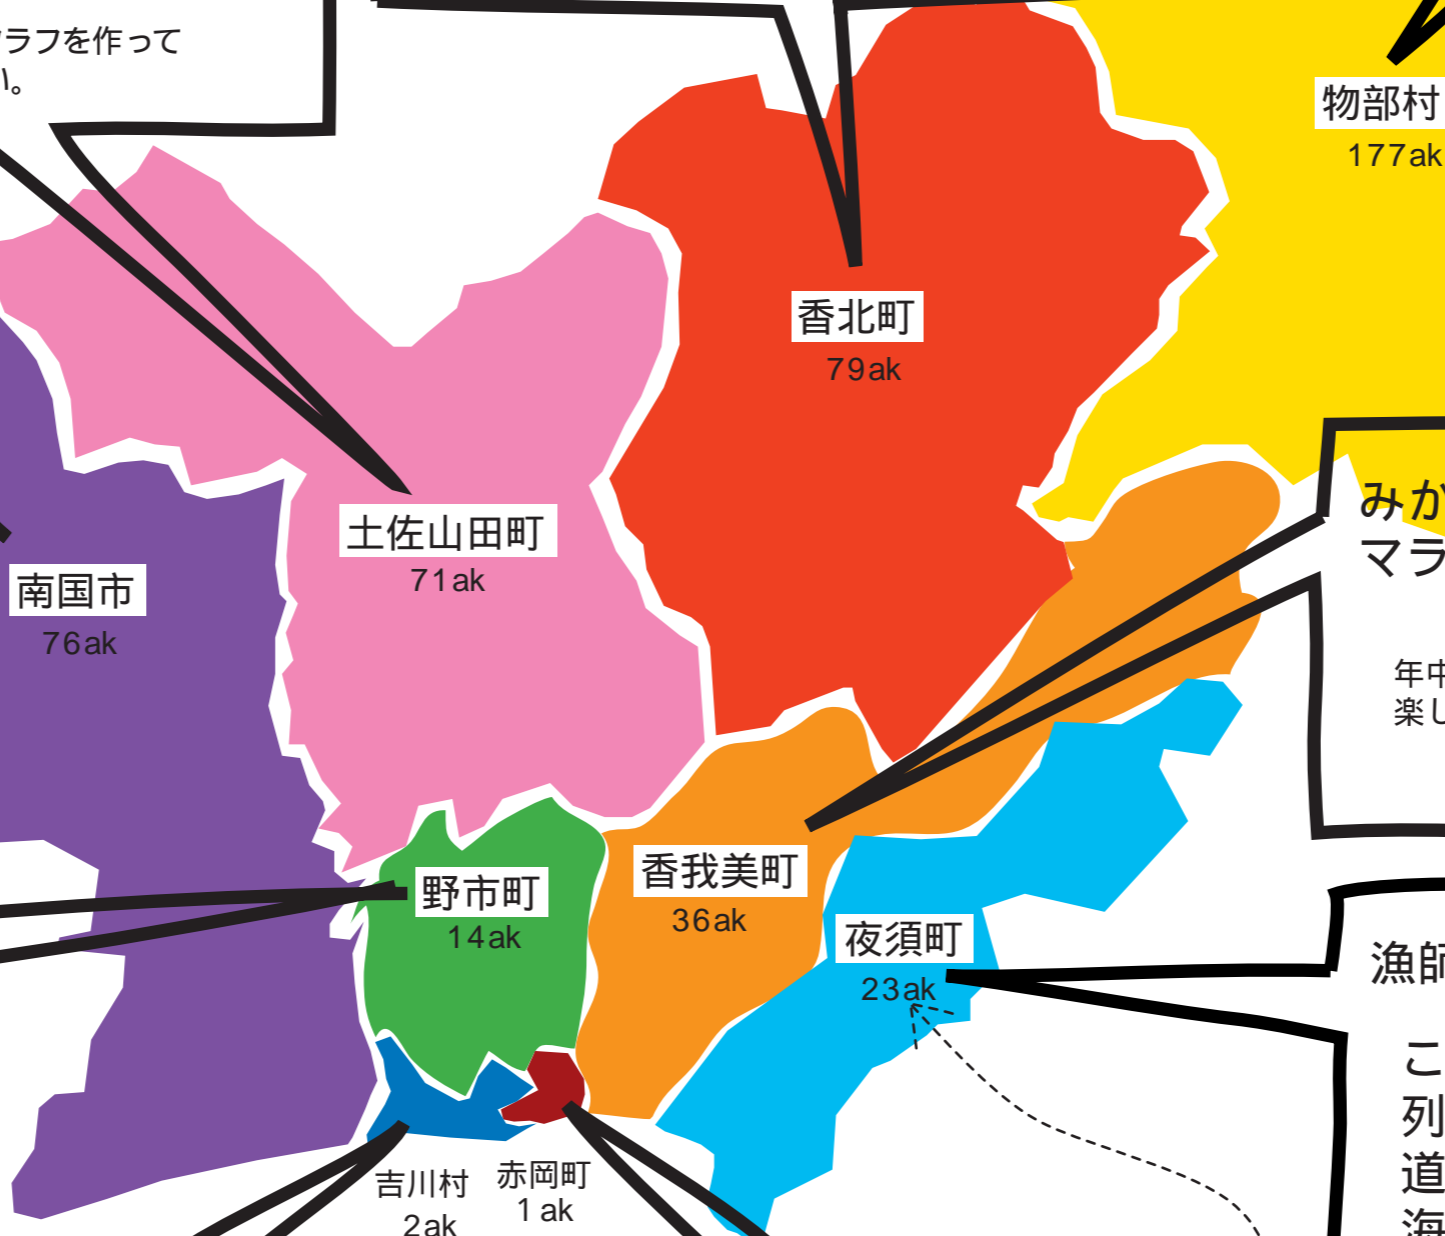 ラフを作って
い。
物部村
177ak
香北町
79ak
土佐山田町
71ak
南国市
76ak
みか
マラ
年中
楽し
野市町
14ak
香我美町
36ak
夜須町
23ak
漁師
こ
列
道
海
吉川村
2ak
赤岡町
1ak